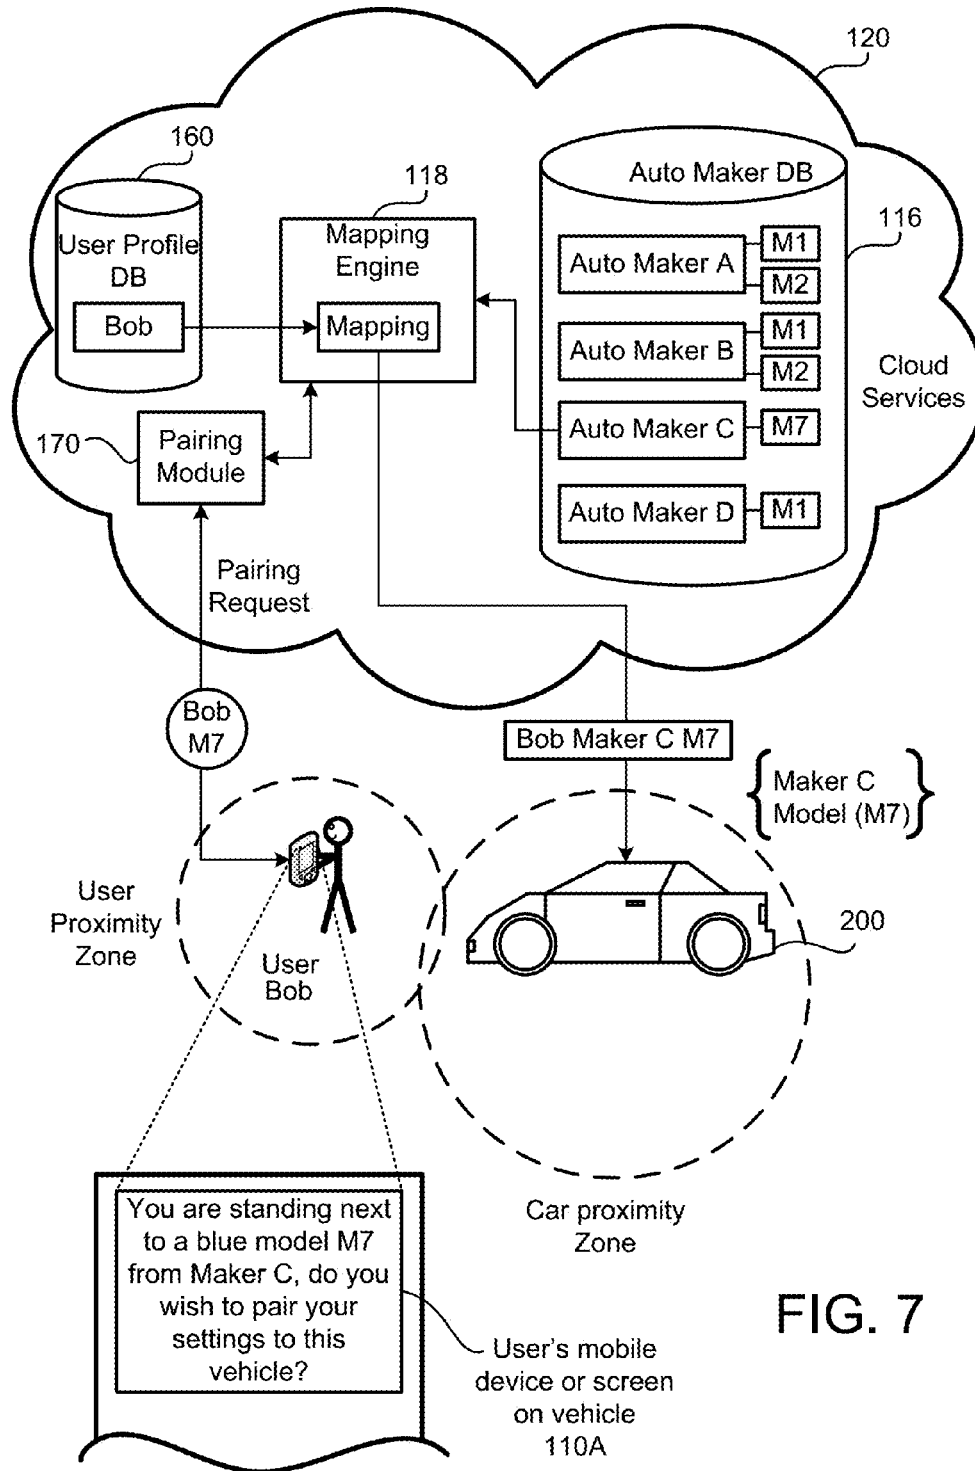 120
160
User Profile
DB
Bob
118
Mapping
Engine
Mapping
Auto Maker DB
116
Auto Maker A
M1
M2
Auto Maker B
M1
M2
Auto Maker C
M7
Auto Maker D
M1
Cloud
Services
170
Pairing
Module
Pairing
Request
Bob
M7
Bob Maker C M7
Maker C
Model (M7)
User
Proximity
Zone
User
Bob
200
Car proximity
Zone
You are standing next
to a blue model M7
from Maker C, do you
wish to pair your
settings to this
vehicle?
User's mobile
device or screen
on vehicle
110A
FIG. 7